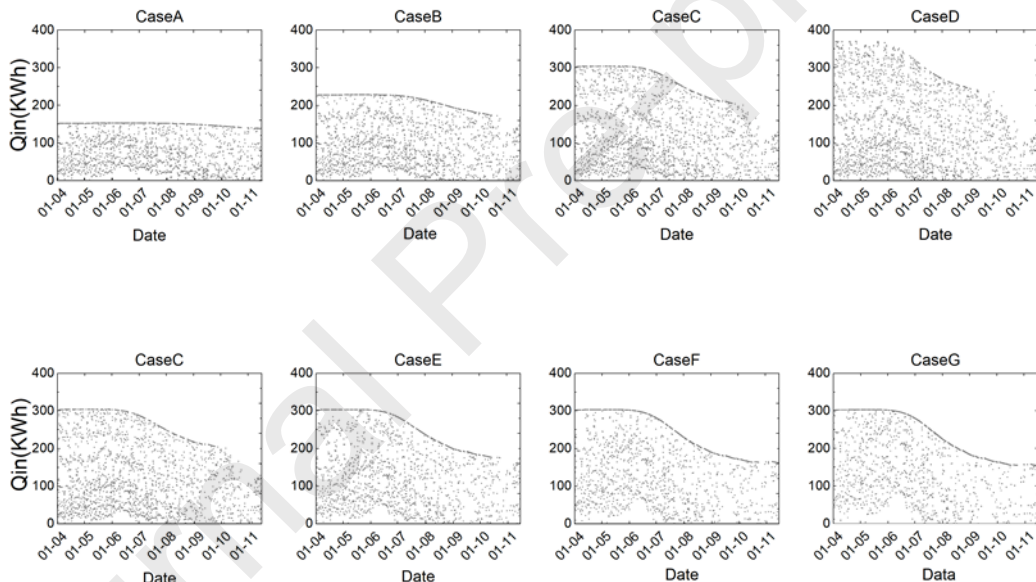 CaseA CaseB CaseC CaseD
400 400 400 400
300 300 300 300
200 200 200 200
100 100 100 100
0 0 0 0
Qin(KWh)
01-04 01-05 01-06 01-07 01-08 01-09 01-10 01-11 01-04 01-05 01-06 01-07 01-08 01-09 01-10 01-11 01-04 01-05 01-06 01-07 01-08 01-09 01-10 01-11 01-04 01-05 01-06 01-07 01-08 01-09 01-10 01-11
Date Date Date Date
CaseC CaseE CaseF CaseG
400 400 400 400
300 300 300 300
200 200 200 200
100 100 100 100
0 0 0 0
Qin(KWh)
01-04 01-05 01-06 01-07 01-08 01-09 01-10 01-11 01-04 01-05 01-06 01-07 01-08 01-09 01-10 01-11 01-04 01-05 01-06 01-07 01-08 01-09 01-10 01-11 01-04 01-05 01-06 01-07 01-08 01-09 01-10 01-11
Date Date Date Data